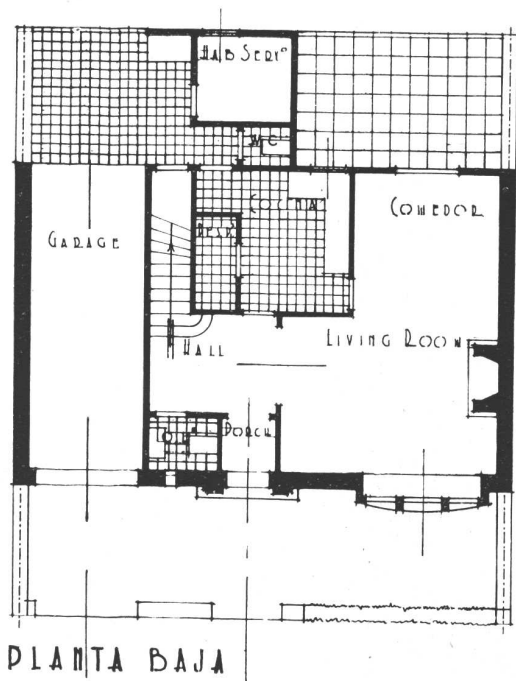 HAB SERVº
WC
COCINA
COMEDOR
GARAGE
DESP.
LIVING ROOM
HALL
PORCH
PLANTA BAJA